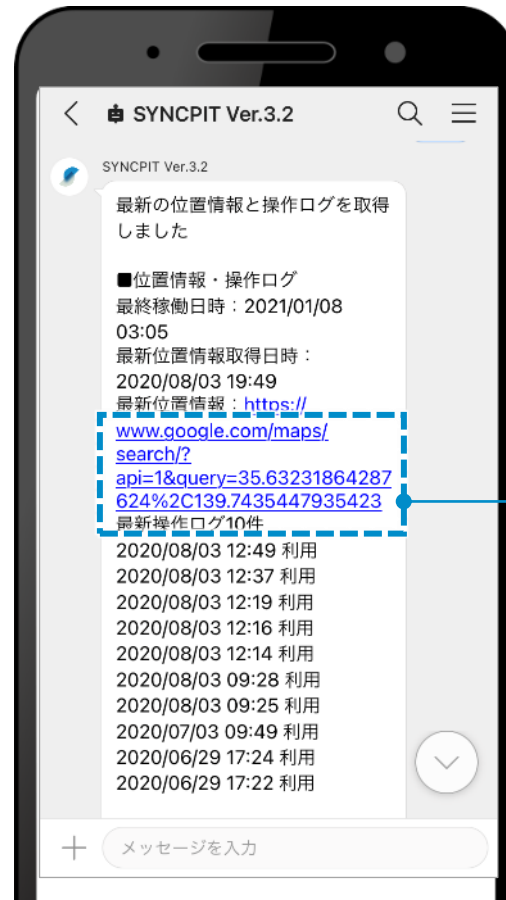 SYNCPIT Ver.3.2
SYNCPIT Ver.3.2
最新の位置情報と操作ログを取得
しました
■位置情報・操作ログ
最終稼働日時：2021/01/08
03:05
最新位置情報取得日時：
2020/08/03 19:49
最新位置情報：https://
www.google.com/maps/
search/?
api=1&query=35.63231864287
624%2C139.7435447935423
最新操作ログ10件
2020/08/03 12:49 利用
2020/08/03 12:37 利用
2020/08/03 12:19 利用
2020/08/03 12:16 利用
2020/08/03 12:14 利用
2020/08/03 09:28 利用
2020/08/03 09:25 利用
2020/07/03 09:49 利用
2020/06/29 17:24 利用
2020/06/29 17:22 利用
メッセージを入力